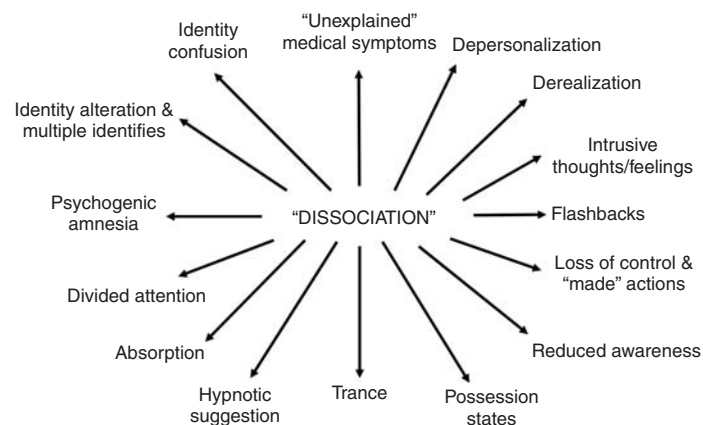 "Unexplained"
medical symptoms
Identity
confusion
Depersonalization
Derealization
Identity alteration &
multiple identifies
Intrusive
thoughts/feelings
Psychogenic
amnesia
"DISSOCIATION"
Flashbacks
Loss of control &
"made" actions
Divided attention
Absorption
Reduced awareness
Hypnotic
suggestion
Trance
Possession
states